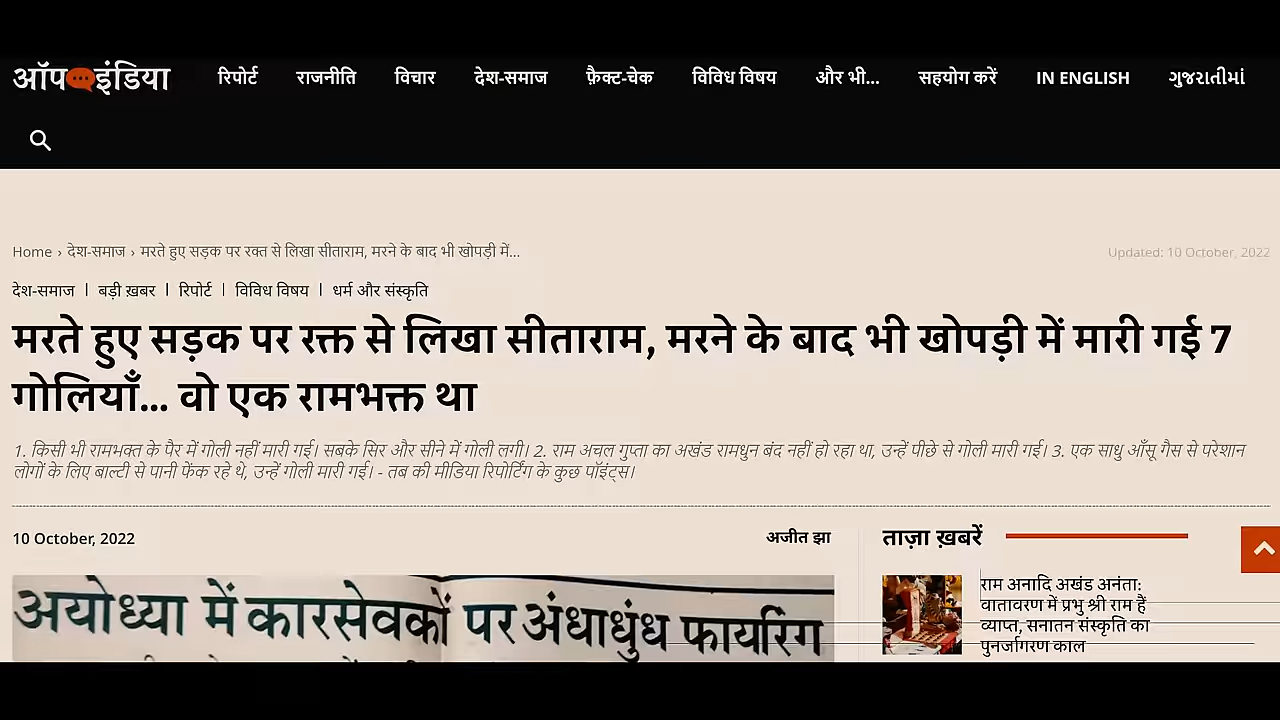 ऑपइंडिया रिपोर्ट राजनीति विचार देश-समाज फ़ैक्ट-चेक विविध विषय और भी... सहयोग करें IN ENGLISH ગુજરાતીમાં
Home › देश-समाज › मरते हुए सड़क पर रक्त से लिखा सीताराम, मरने के बाद भी खोपड़ी में...
Updated: 10 October, 2022
देश-समाज | बड़ी ख़बर | रिपोर्ट | विविध विषय | धर्म और संस्कृति
मरते हुए सड़क पर रक्त से लिखा सीताराम, मरने के बाद भी खोपड़ी में मारी गई 7
गोलियाँ... वो एक रामभक्त था
1. किसी भी रामभक्त के पैर में गोली नहीं मारी गई। सबके सिर और सीने में गोली लगी। 2. राम अचल गुप्ता का अखंड रामधुन बंद नहीं हो रहा था, उन्हें पीछे से गोली मारी गई। 3. एक साधु आँसू गैस से परेशान
लोगों के लिए बाल्टी से पानी फेंक रहे थे, उन्हें गोली मारी गई। - तब की मीडिया रिपोर्टिंग के कुछ पॉइंट्स।
10 October, 2022
अजीत झा
अयोध्या में कारसेवकों पर अंधाधुंध फायरिंग
ताज़ा ख़बरें
राम अनादि अखंड अनंता:
वातावरण में प्रभु श्री राम हैं
व्याप्त, सनातन संस्कृति का
पुनर्जागरण काल